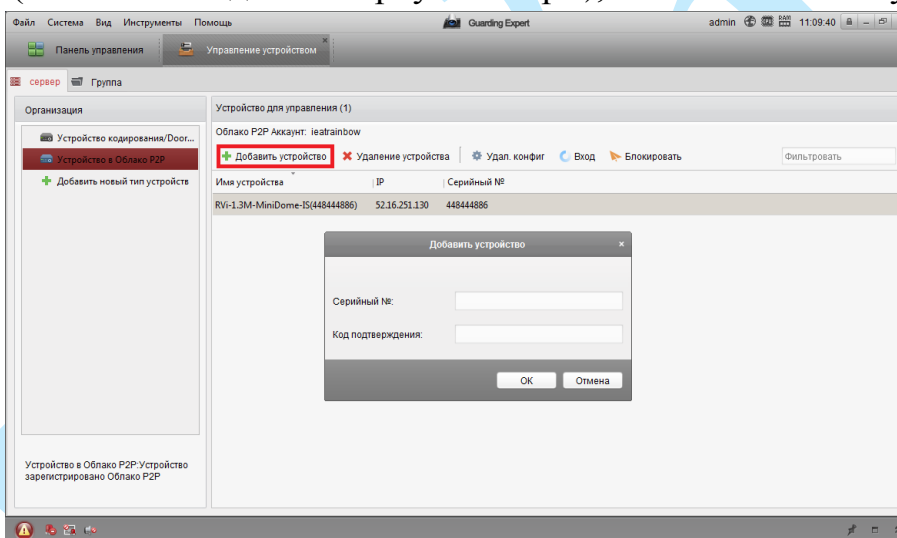 Файл Система Вид Инструменты Помощь Guarding Expert admin 11:09:40
Панель управления Управление устройством
сервер Группа
Организация
Устройство кодирования/Door...
Устройство в Облако P2P
Добавить новый тип устройств
Устройство в Облако P2P:Устройство
зарегистрировано Облако P2P
Устройство для управления (1)
Облако P2P Аккаунт: ieatrainbow
Добавить устройство Удаление устройства Удал. конфиг Вход Блокировать Фильтровать
Имя устройства IP Серийный №
RVi-1.3M-MiniDome-IS(448444886) 52.16.251.130 448444886
Добавить устройство
Серийный №:
Код подтверждения:
OK Отмена